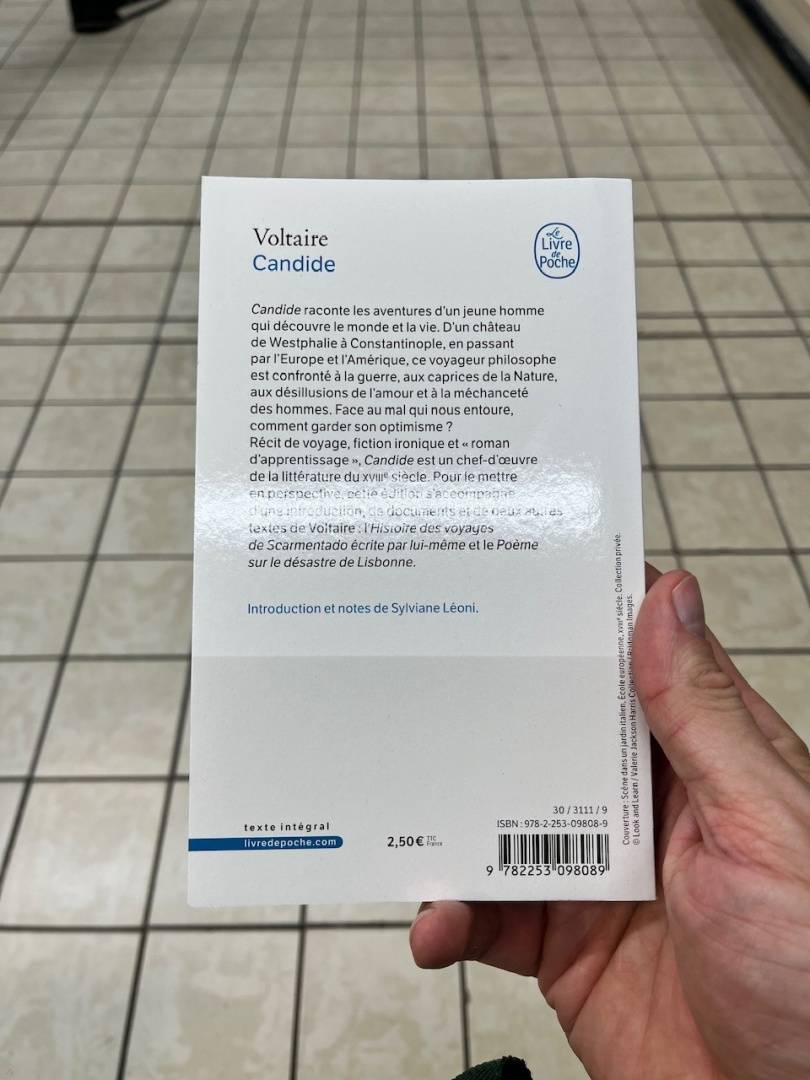 Voltaire
Candide
Le
Livre
de
Poche
Candide raconte les aventures d'un jeune homme
qui découvre le monde et la vie. D'un château
de Westphalie à Constantinople, en passant
par l'Europe et l'Amérique, ce voyageur philosophe
est confronté à la guerre, aux caprices de la Nature,
aux désillusions de l'amour et à la méchanceté
des hommes. Face au mal qui nous entoure,
comment garder son optimisme ?
Récit de voyage, fiction ironique et « roman
d'apprentissage », Candide est un chef-d'œuvre
de la littérature du XVIIIe siècle. Pour le mettre
en perspective, cette édition s'accompagne
d'une introduction, de documents et de deux autres
textes de Voltaire : l'Histoire des voyages
de Scarmentado écrite par lui-même et le Poème
sur le désastre de Lisbonne.
Introduction et notes de Sylviane Léoni.
Couverture : Scène dans un jardin italien, École européenne, XVIIIe siècle. Collection privée.
© Look and Learn / Valerie Jackson Harris Collection / Bridgeman Images.
texte intégral
livredepoche.com
2,50 € TTC
France
30 / 3111 / 9
ISBN : 978-2-253-09808-9
9 782253 098089